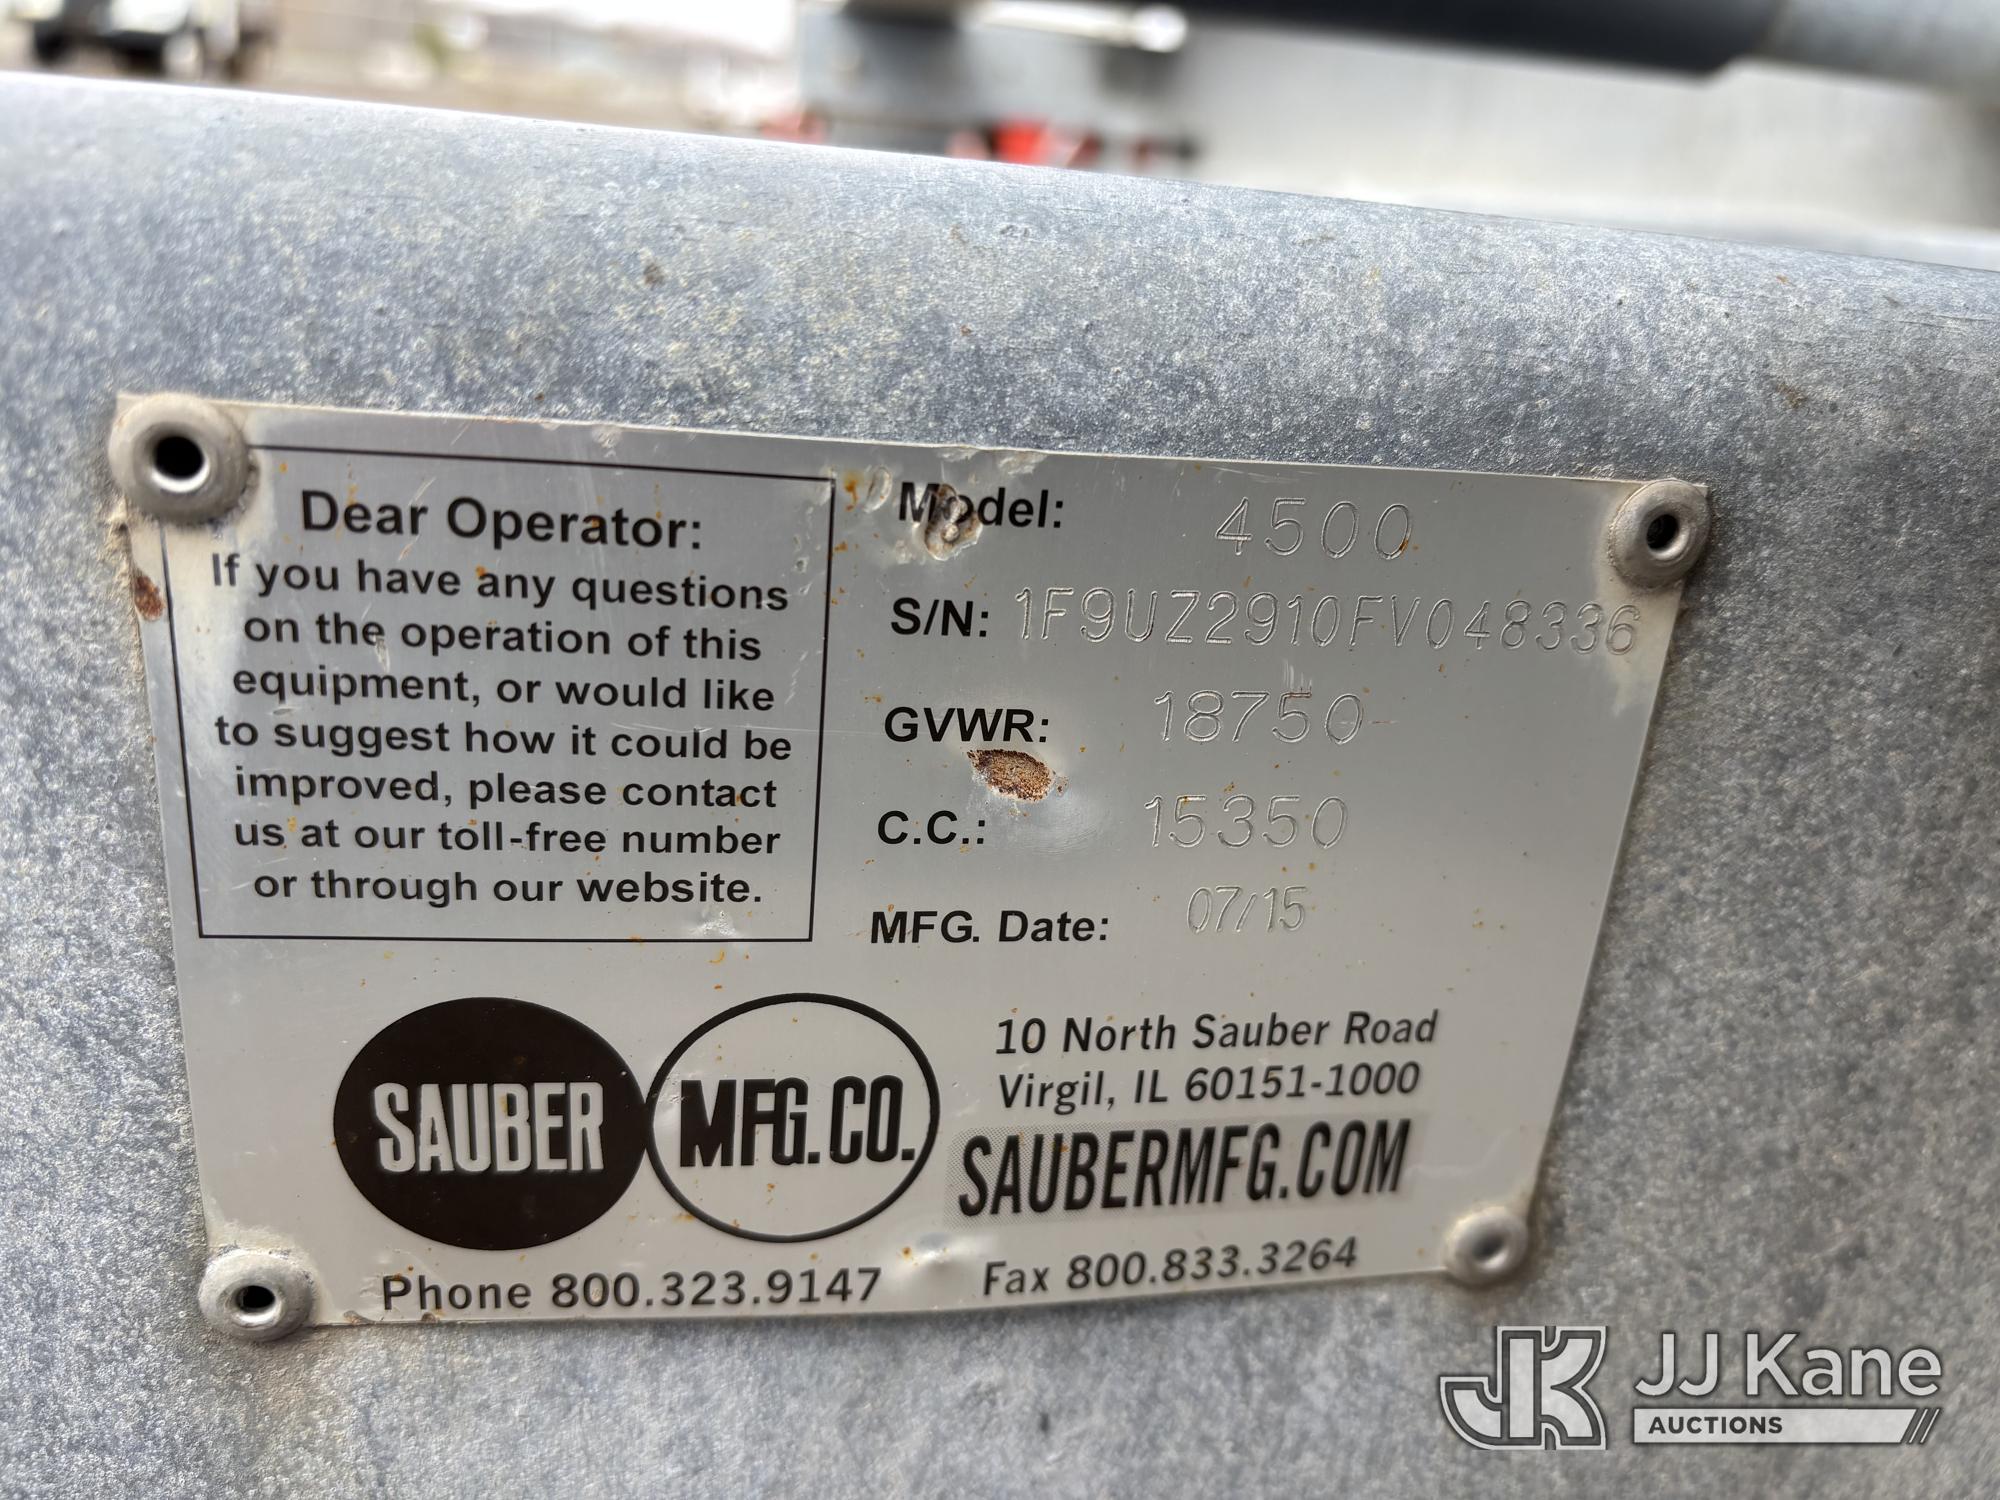 Dear Operator:
If you have any questions
on the operation of this
equipment, or would like
to suggest how it could be
improved, please contact
us at our toll-free number
or through our website.
Model: 4500
S/N: 1F9UZ2910FV048336
GVWR: 18750
C.C.: 15350
MFG. Date: 07/15
SAUBER MFG.CO.
10 North Sauber Road
Virgil, IL 60151-1000
SAUBERMFG.COM
Phone 800.323.9147 Fax 800.833.3264
JK JJ Kane
AUCTIONS